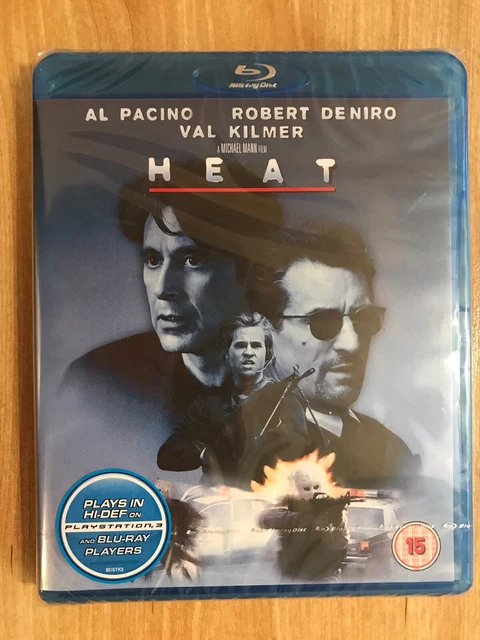 Blu-ray Disc
AL PACINO ROBERT DENIRO
VAL KILMER
A MICHAEL MANN FILM
HEAT
PLAYS IN
HI-DEF ON
PLAYSTATION 3
AND BLU-RAY
PLAYERS
15